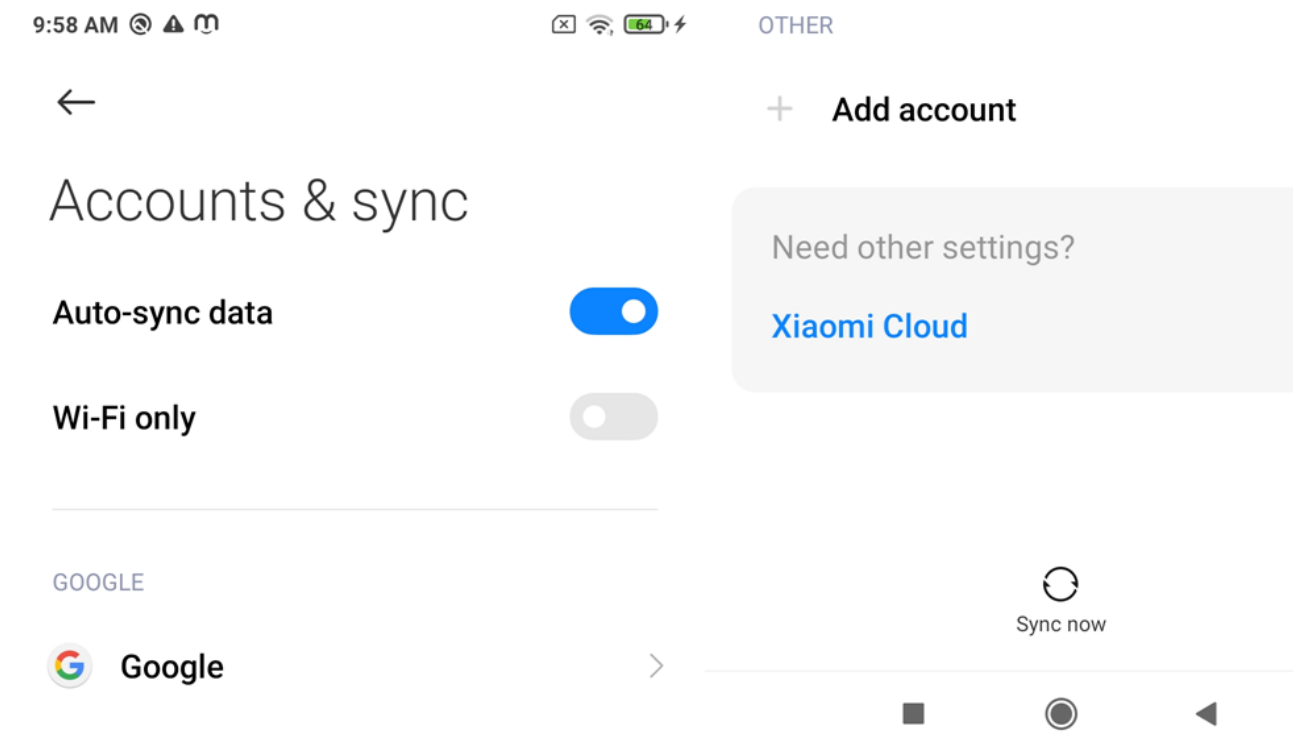 9:58 AM
64
Accounts & sync
Auto-sync data
Wi-Fi only
GOOGLE
Google
OTHER
Add account
Need other settings?
Xiaomi Cloud
Sync now